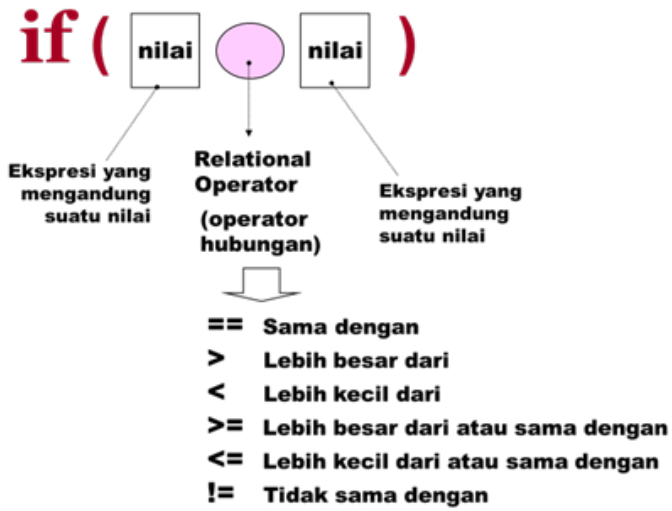 if ( nilai nilai )
Ekspresi yang
mengandung
suatu nilai
Relational
Operator
(operator
hubungan)
Ekspresi yang
mengandung
suatu nilai
== Sama dengan
> Lebih besar dari
< Lebih kecil dari
>= Lebih besar dari atau sama dengan
<= Lebih kecil dari atau sama dengan
!= Tidak sama dengan